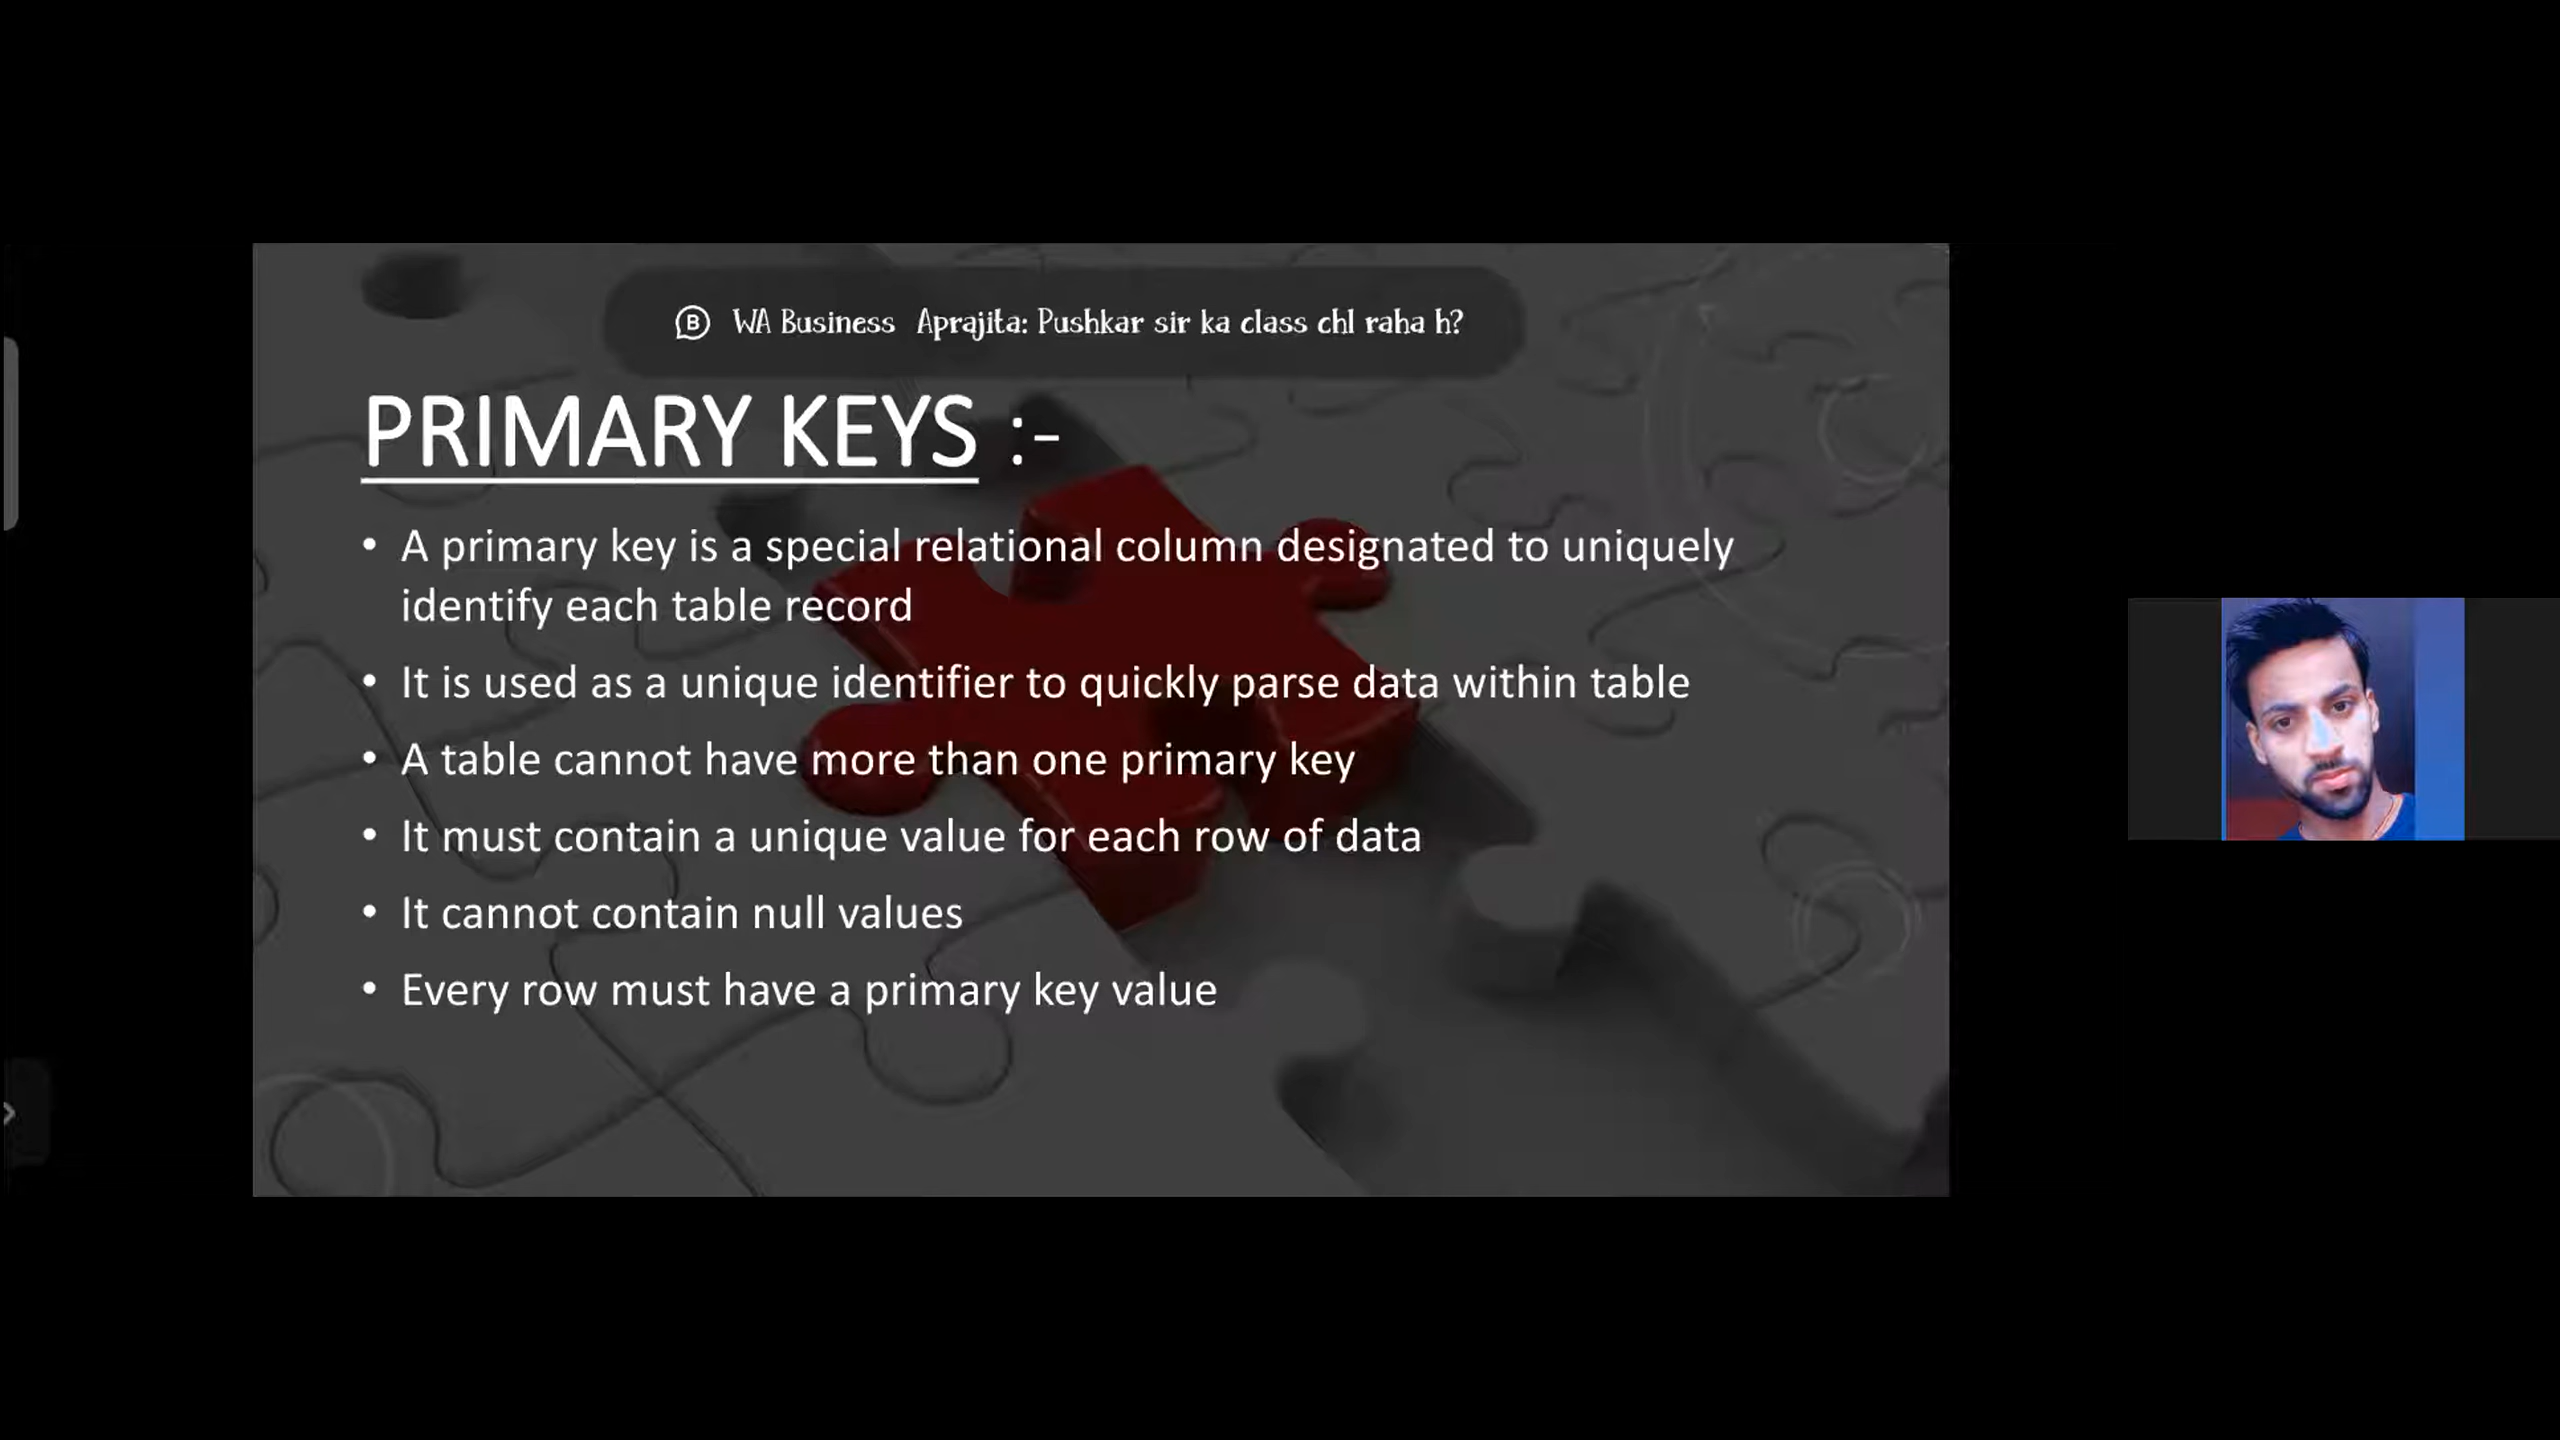 WA Business Aprajita: Pushkar sir ka class chl raha h?
PRIMARY KEYS :-
• A primary key is a special relational column designated to uniquely
identify each table record
• It is used as a unique identifier to quickly parse data within table
• A table cannot have more than one primary key
• It must contain a unique value for each row of data
• It cannot contain null values
• Every row must have a primary key value